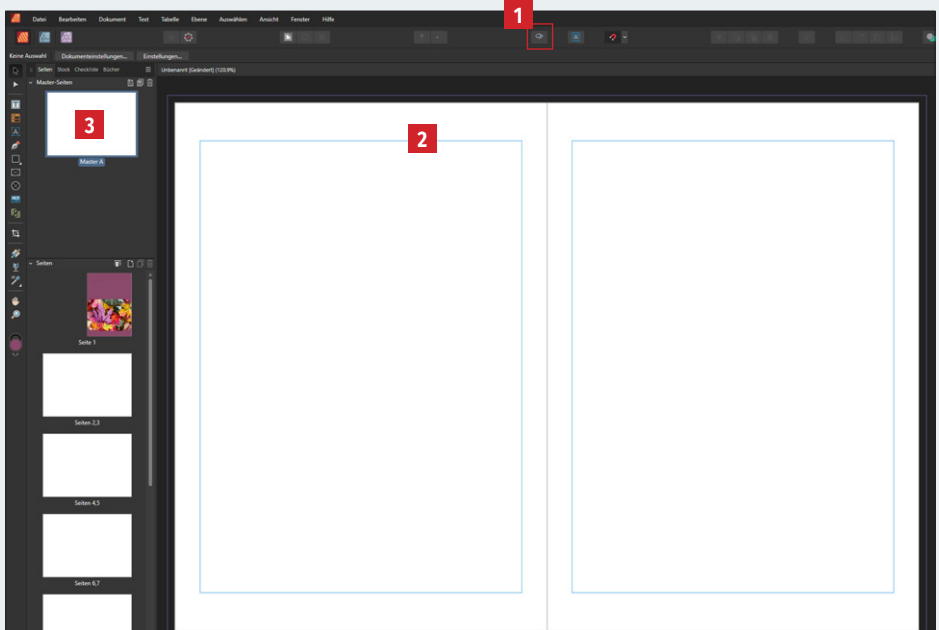 1
Datei Bearbeiten Dokument Text Tabelle Ebene Auswählen Ansicht Fenster Hilfe
Keine Auswahl Dokumenteinstellungen... Einstellungen...
Seiten Stock Checkliste Bücher
Unbenannt [Geändert] (120.9%)
Master-Seiten
3
2
Master A
Seiten
Seite 1
Seiten 2,3
Seiten 4,5
Seiten 6,7